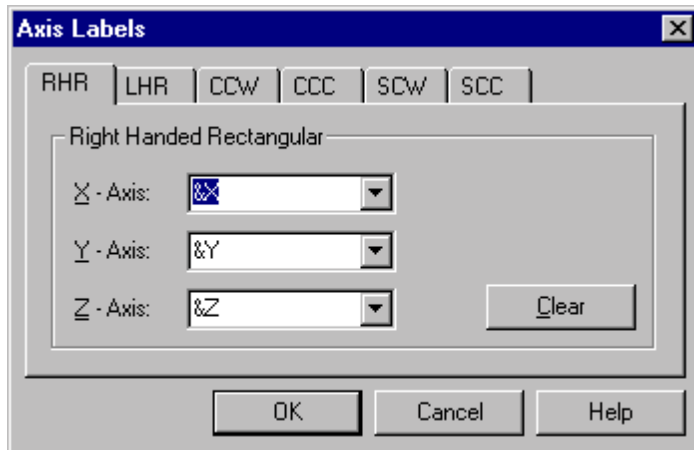 Axis Labels
RHR LHR CCW CCC SCW SCC
Right Handed Rectangular
X - Axis: &X
Y - Axis: &Y
Z - Axis: &Z
Clear
OK Cancel Help